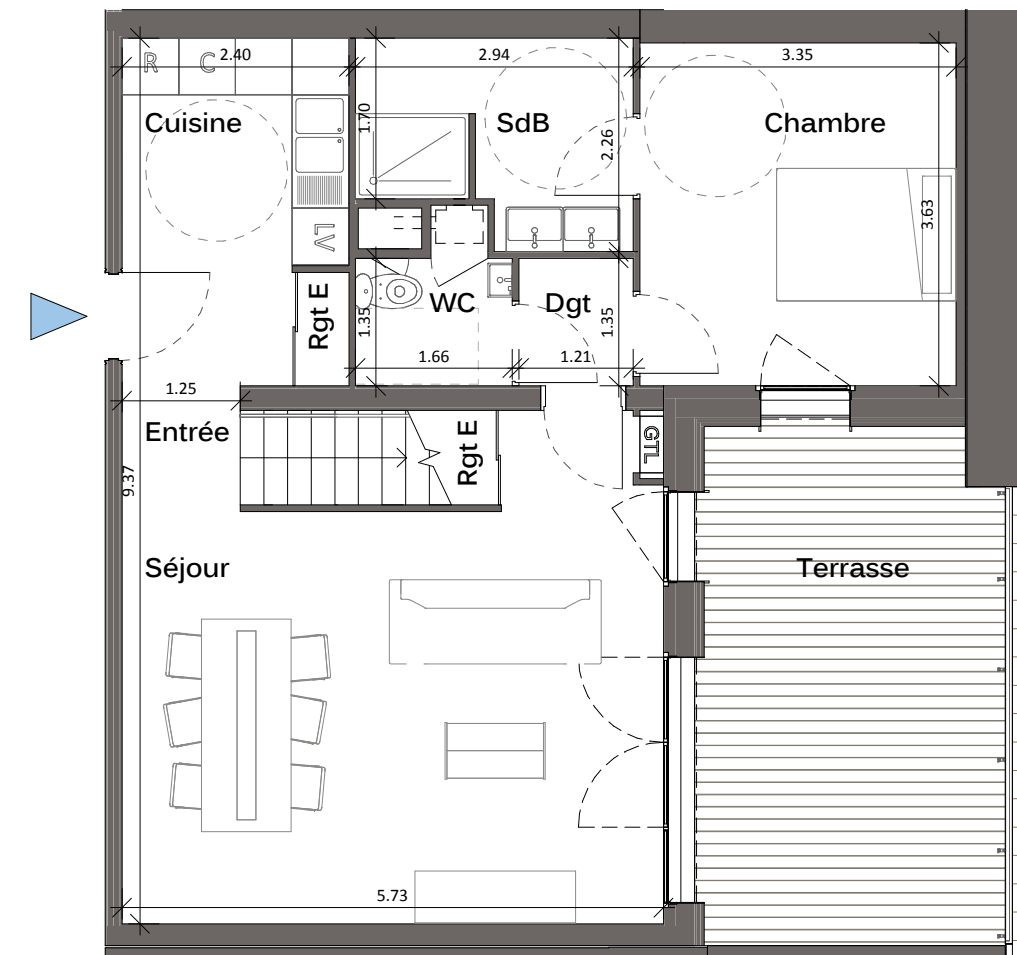 2.40
2.94
3.35
R
C
Cuisine
1.70
SdB
2.26
Chambre
3.63
LV
Rgt E
1.35
WC
Dgt
1.35
1.66
1.21
1.25
Entrée
Rgt E
GTL
9.37
Séjour
Terrasse
5.73